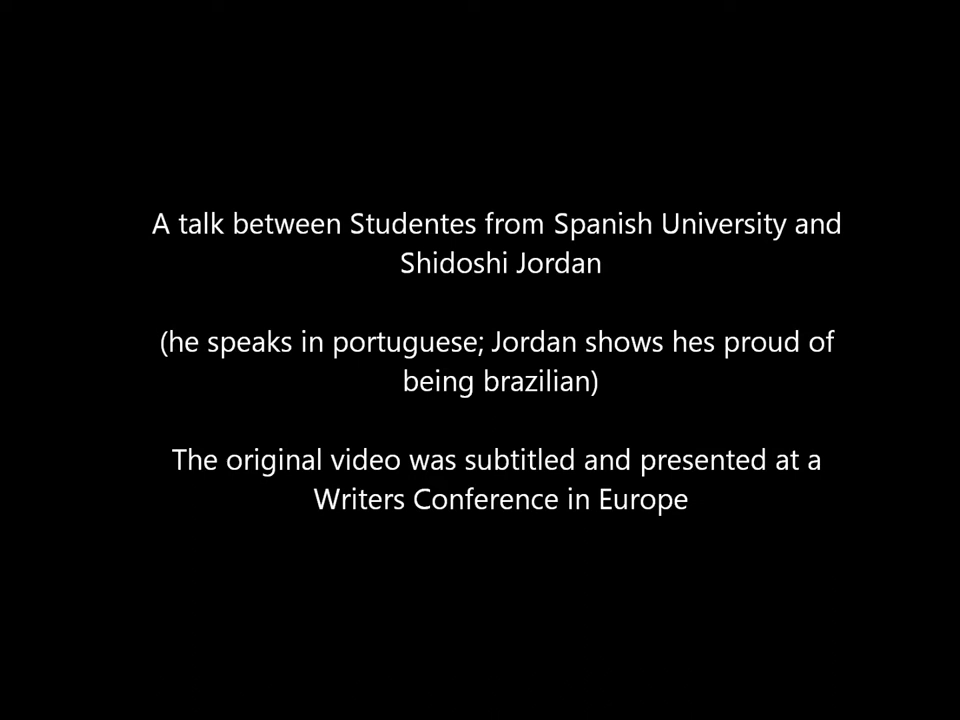 A talk between Studentes from Spanish University and
Shidoshi Jordan
(he speaks in portuguese; Jordan shows hes proud of
being brazilian)
The original video was subtitled and presented at a
Writers Conference in Europe